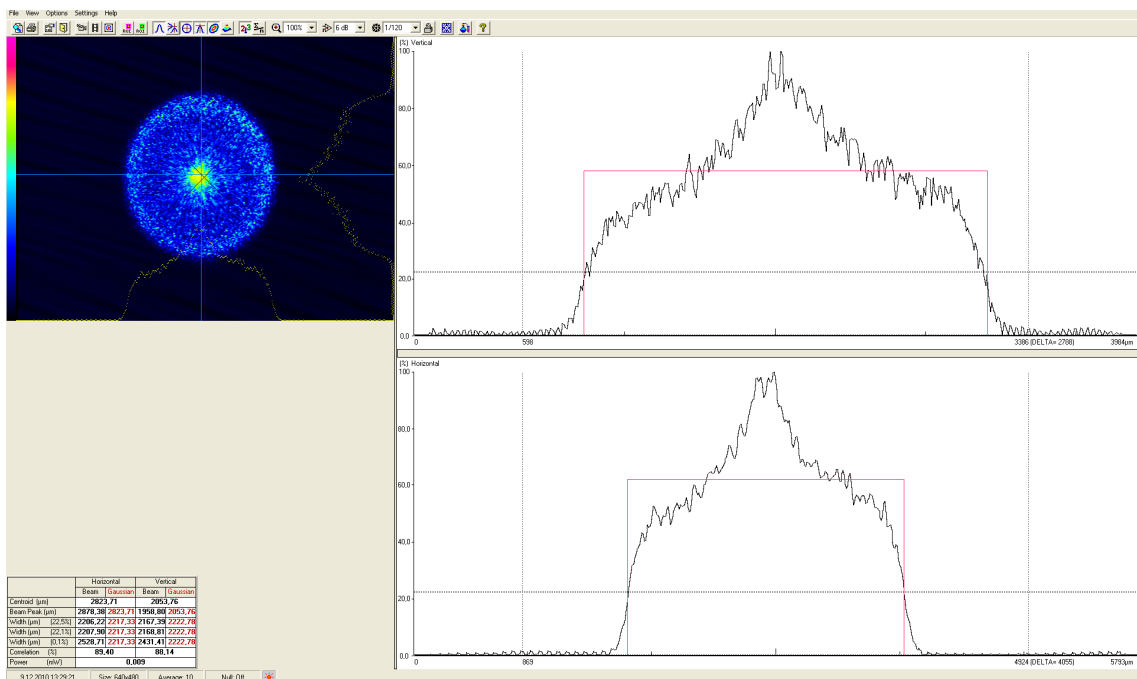 File View Options Settings Help
100% 6 dB 1/120
(%) Vertical
100
80,0
60,0
40,0
20,0
0,0
0 598 3386 (DELTA= 2788) 3984µm
(%) Horizontal
100
80,0
60,0
40,0
20,0
0,0
0 869 4924 (DELTA= 4055) 5793µm
Horizontal Vertical
Beam Gaussian Beam Gaussian
Centroid (µm) 2823,71 2053,76
Beam Peak (µm) 2878,38 2823,71 1958,80 2053,76
Width (µm) (22,5%) 2206,22 2217,33 2167,39 2222,78
Width (µm) (22,1%) 2207,90 2217,33 2168,81 2222,78
Width (µm) (0,1%) 2528,71 2217,33 2431,41 2222,78
Correlation (%) 89,40 88,14
Power (mW) 0,009
9.12.2010 13:29:21 Size: 640x480 Average: 10 Null: Off